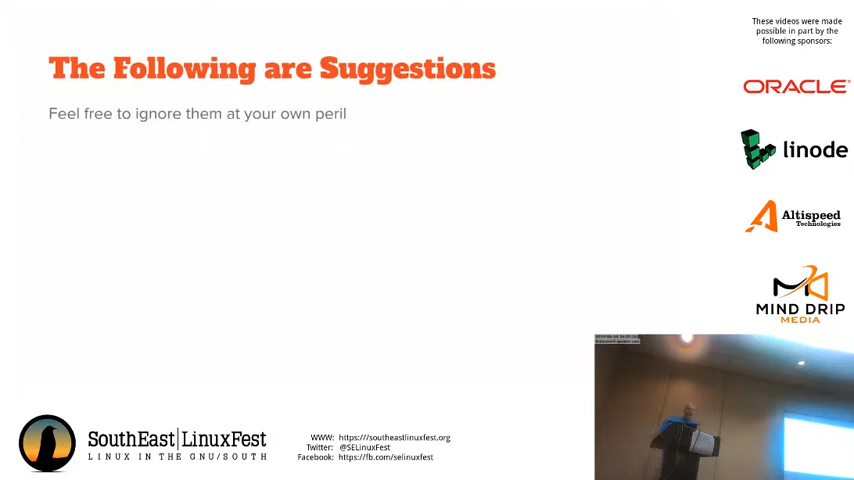 The Following are Suggestions
Feel free to ignore them at your own peril
These videos were made
possible in part by the
following sponsors:
ORACLE
linode
Altispeed
Technologies
MIND DRIP
MEDIA
SouthEast|LinuxFest
LINUX IN THE GNU/SOUTH
WWW: https:///southeastlinuxfest.org
Twitter: @SELinuxFest
Facebook: https://fb.com/selinuxfest